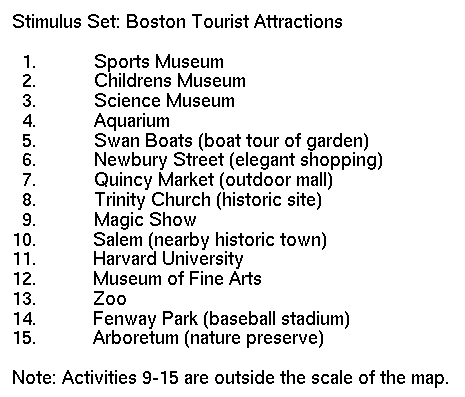 Stimulus Set: Boston Tourist Attractions
1. Sports Museum
2. Childrens Museum
3. Science Museum
4. Aquarium
5. Swan Boats (boat tour of garden)
6. Newbury Street (elegant shopping)
7. Quincy Market (outdoor mall)
8. Trinity Church (historic site)
9. Magic Show
10. Salem (nearby historic town)
11. Harvard University
12. Museum of Fine Arts
13. Zoo
14. Fenway Park (baseball stadium)
15. Arboretum (nature preserve)
Note: Activities 9-15 are outside the scale of the map.